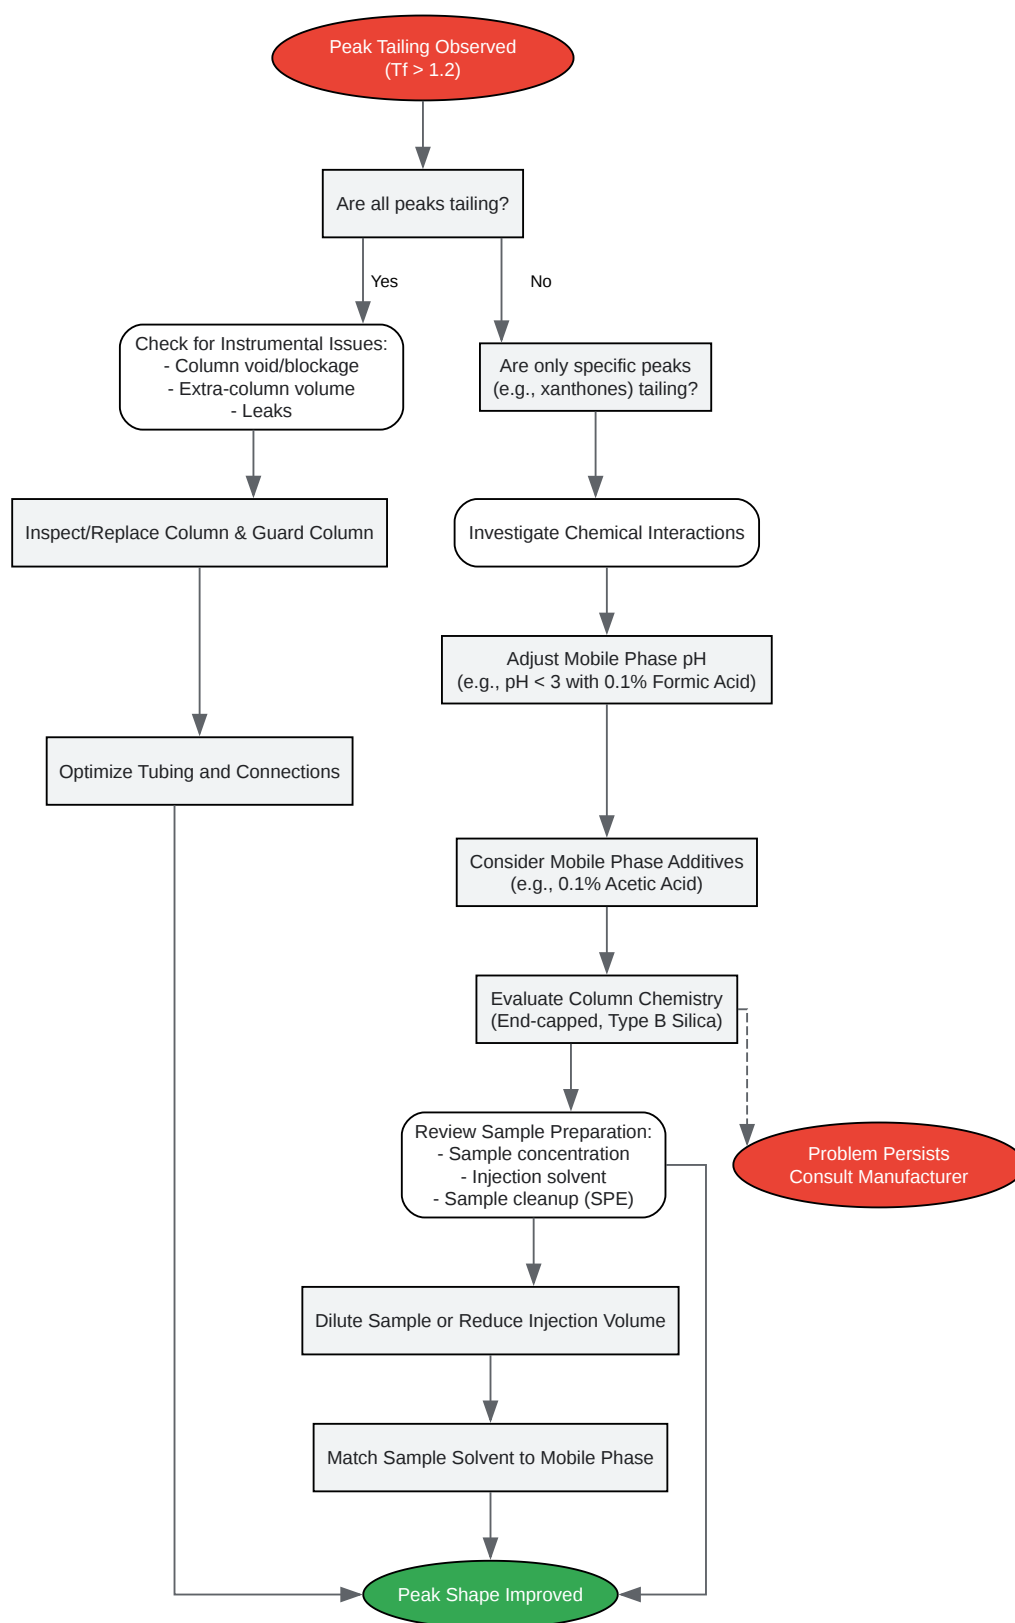 Peak Tailing Observed
(Tf > 1.2)
Are all peaks tailing?
Yes
No
Check for Instrumental Issues:
- Column void/blockage
- Extra-column volume
- Leaks
Are only specific peaks
(e.g., xanthones) tailing?
Inspect/Replace Column & Guard Column
Investigate Chemical Interactions
Adjust Mobile Phase pH
(e.g., pH < 3 with 0.1% Formic Acid)
Optimize Tubing and Connections
Consider Mobile Phase Additives
(e.g., 0.1% Acetic Acid)
Evaluate Column Chemistry
(End-capped, Type B Silica)
Review Sample Preparation:
- Sample concentration
- Injection solvent
- Sample cleanup (SPE)
Problem Persists
Consult Manufacturer
Dilute Sample or Reduce Injection Volume
Match Sample Solvent to Mobile Phase
Peak Shape Improved